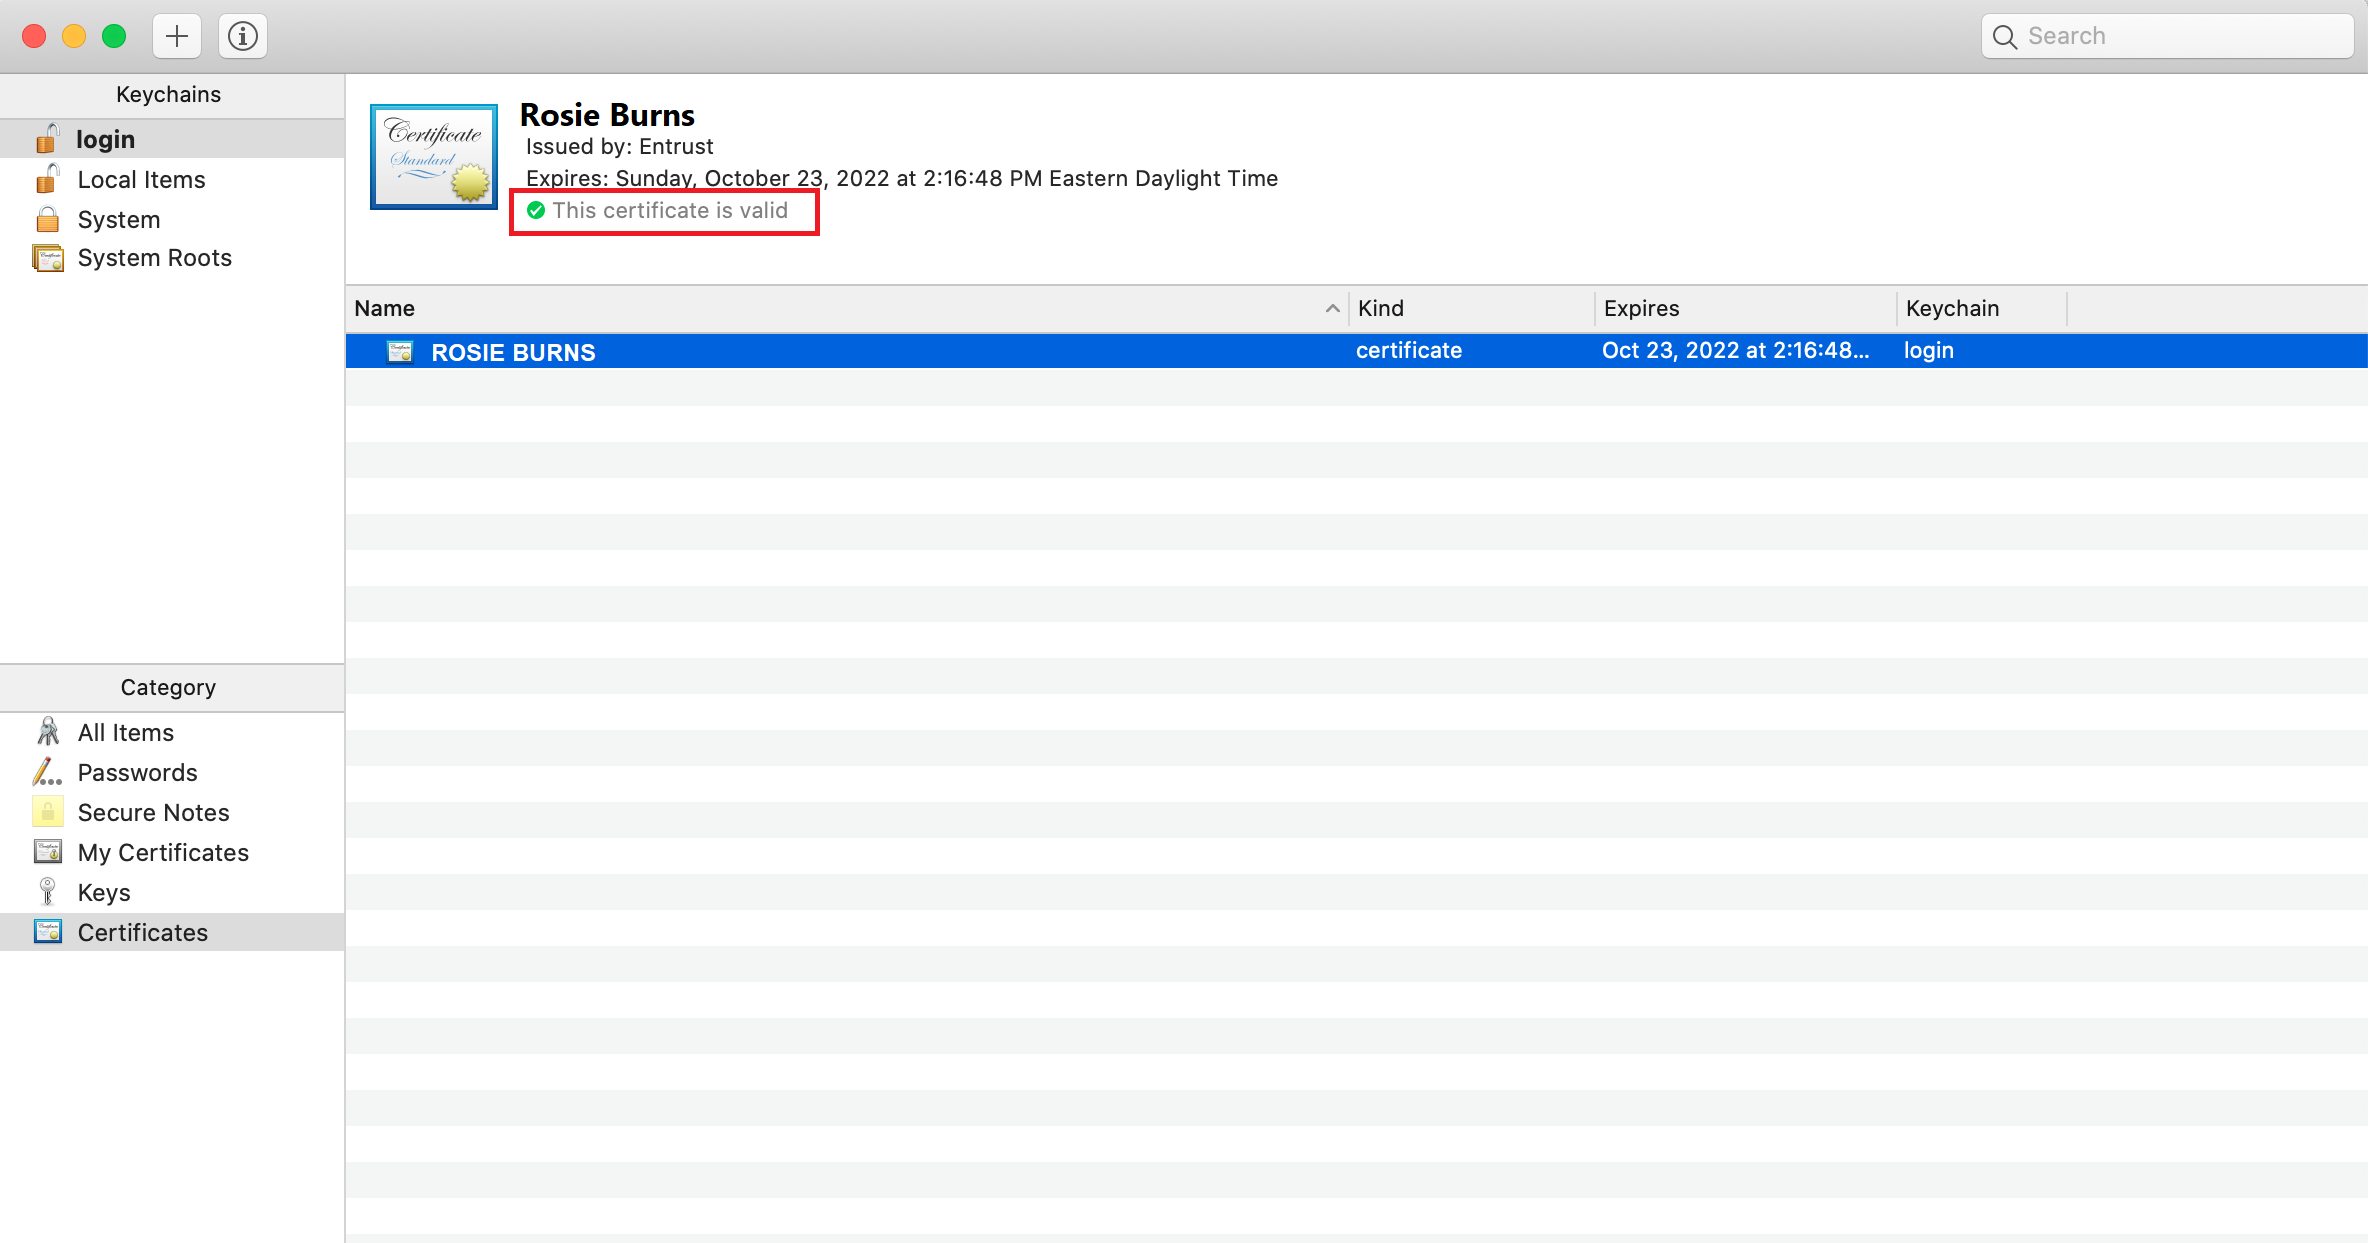 Search
Keychains
login
Local Items
System
System Roots
Certificate
Standard
Rosie Burns
Issued by: Entrust
Expires: Sunday, October 23, 2022 at 2:16:48 PM Eastern Daylight Time
This certificate is valid
Name Kind Expires Keychain
ROSIE BURNS certificate Oct 23, 2022 at 2:16:48... login
Category
All Items
Passwords
Secure Notes
My Certificates
Keys
Certificates